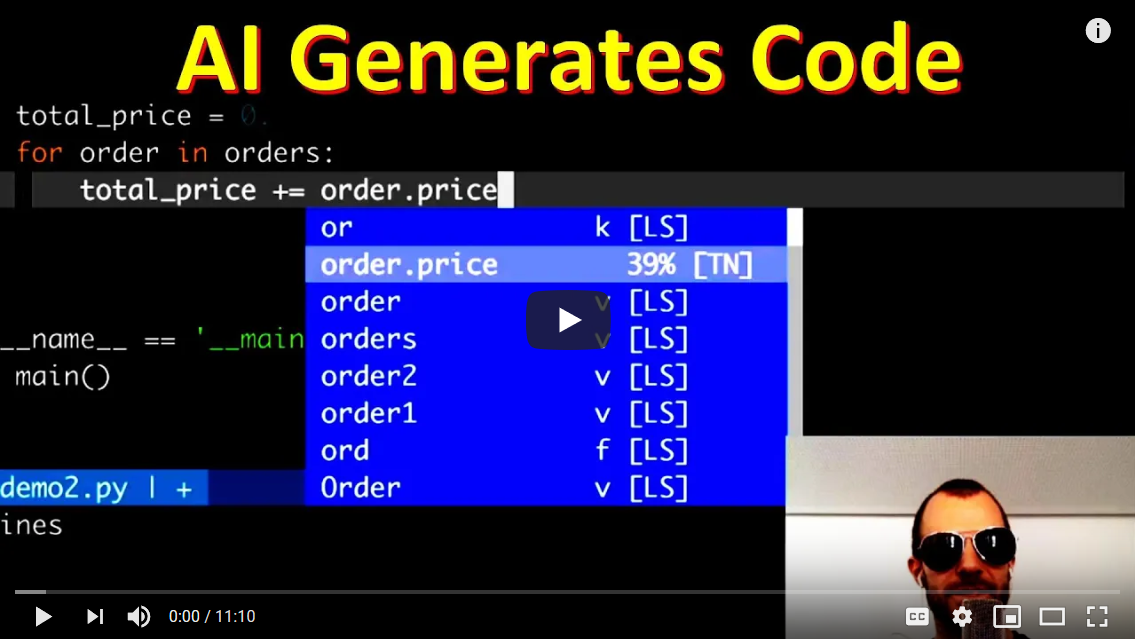 AI Generates Code
total_price = 0.
for order in orders:
total_price += order.price
or k [LS]
order.price 39% [TN]
order v [LS]
orders v [LS]
order2 v [LS]
order1 v [LS]
ord f [LS]
Order v [LS]
__name__ == '__main
main()
demo2.py | +
ines
0:00 / 11:10
CC